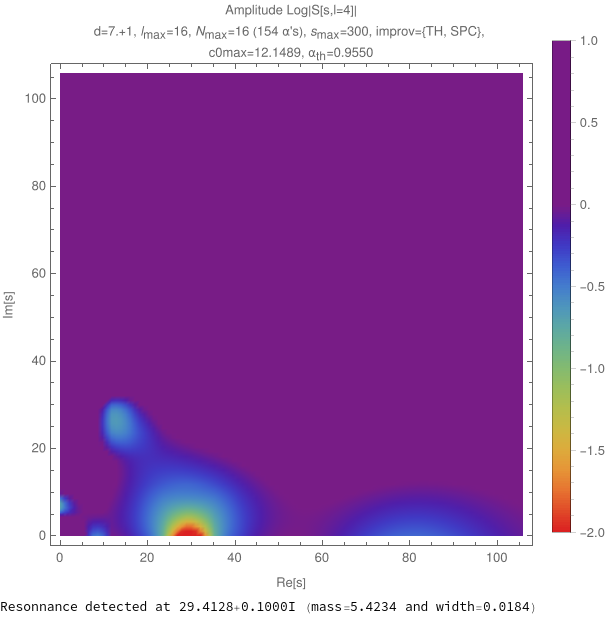 Amplitude Log|S[s,l=4]|
d=7.+1, lmax=16, Nmax=16 (154 α's), smax=300, improv={TH, SPC},
c0max=12.1489, αth=0.9550
100
80
60
40
20
0
Im[s]
0 20 40 60 80 100
Re[s]
1.0
0.5
0.
−0.5
−1.0
−1.5
−2.0
Resonnance detected at 29.4128+0.1000I (mass=5.4234 and width=0.0184)